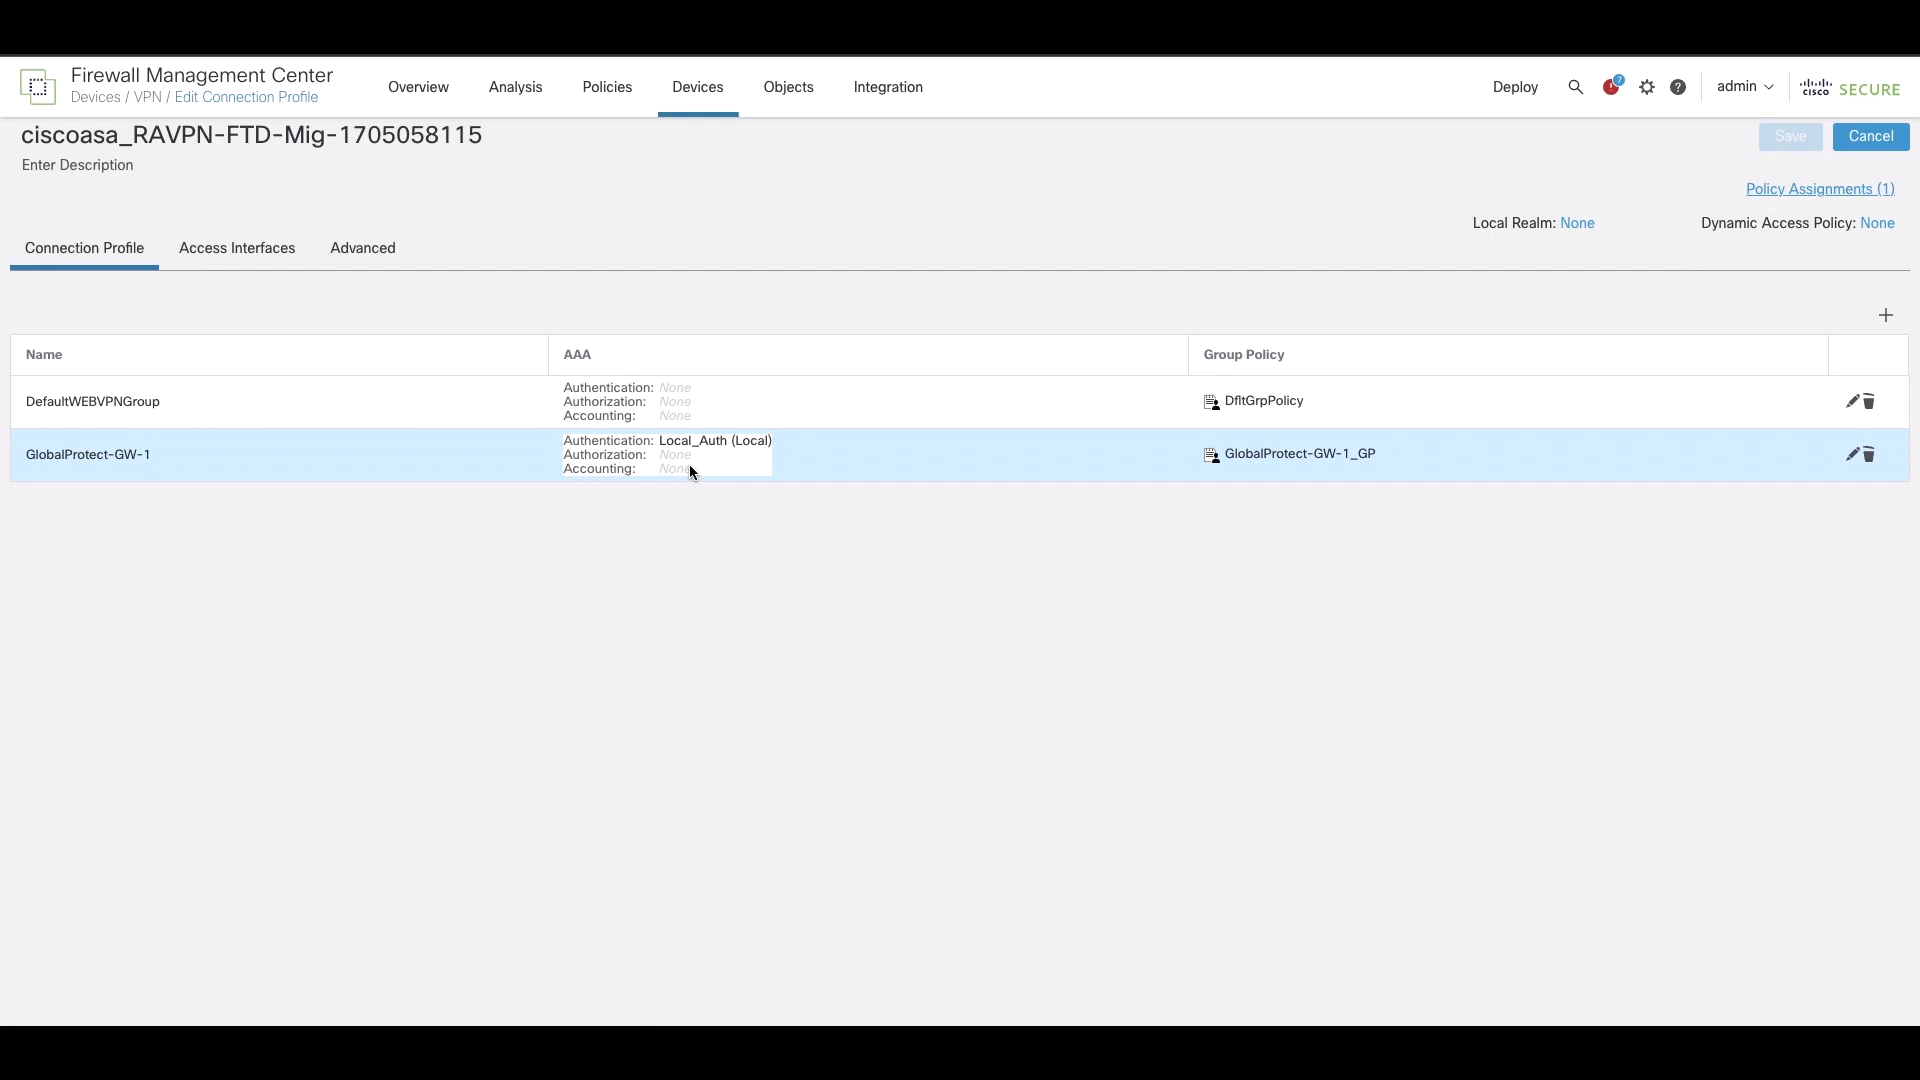 Firewall Management Center
Devices / VPN / Edit Connection Profile
Overview
Analysis
Policies
Devices
Objects
Integration
Deploy
7
admin
cisco SECURE
ciscoasa_RAVPN-FTD-Mig-1705058115
Save
Cancel
Enter Description
Policy Assignments (1)
Local Realm: None
Dynamic Access Policy: None
Connection Profile
Access Interfaces
Advanced
Name
AAA
Group Policy
DefaultWEBVPNGroup
Authentication: None
Authorization: None
Accounting: None
DfltGrpPolicy
GlobalProtect-GW-1
Authentication: Local_Auth (Local)
Authorization: None
Accounting: None
GlobalProtect-GW-1_GP